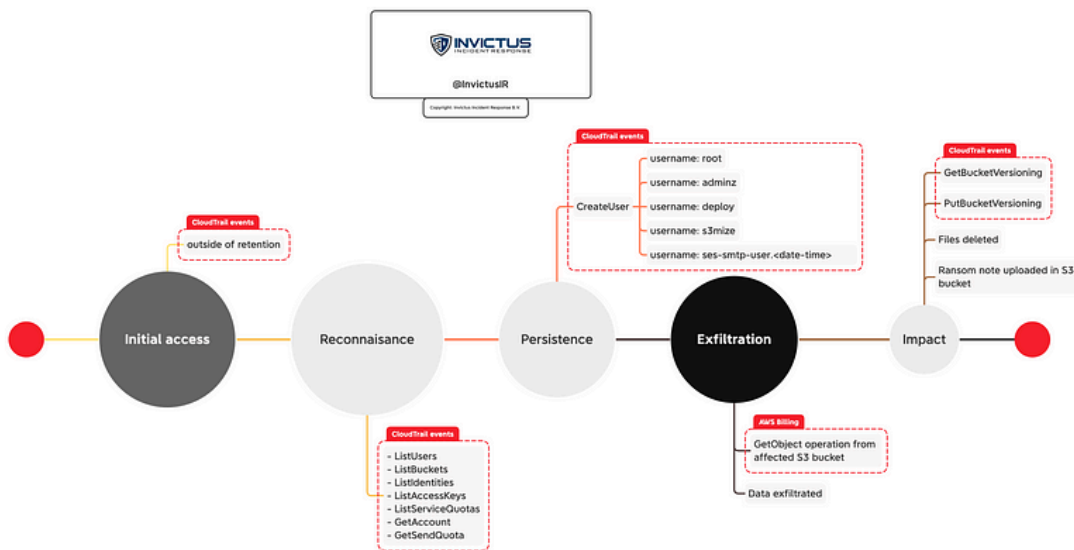 INVICTUS
INCIDENT RESPONSE
@InvictusIR
Copyright: Invictus Incident Response B.V.
CloudTrail events
outside of retention
Initial access
Reconnaisance
CloudTrail events
- ListUsers
- ListBuckets
- ListIdentities
- ListAccessKeys
- ListServiceQuotas
- GetAccount
- GetSendQuota
CloudTrail events
CreateUser
username: root
username: adminz
username: deploy
username: s3mize
username: ses-smtp-user.<date-time>
Persistence
Exfiltration
AWS Billing
GetObject operation from
affected S3 bucket
Data exfiltrated
CloudTrail events
GetBucketVersioning
PutBucketVersioning
Files deleted
Ransom note uploaded in S3
bucket
Impact